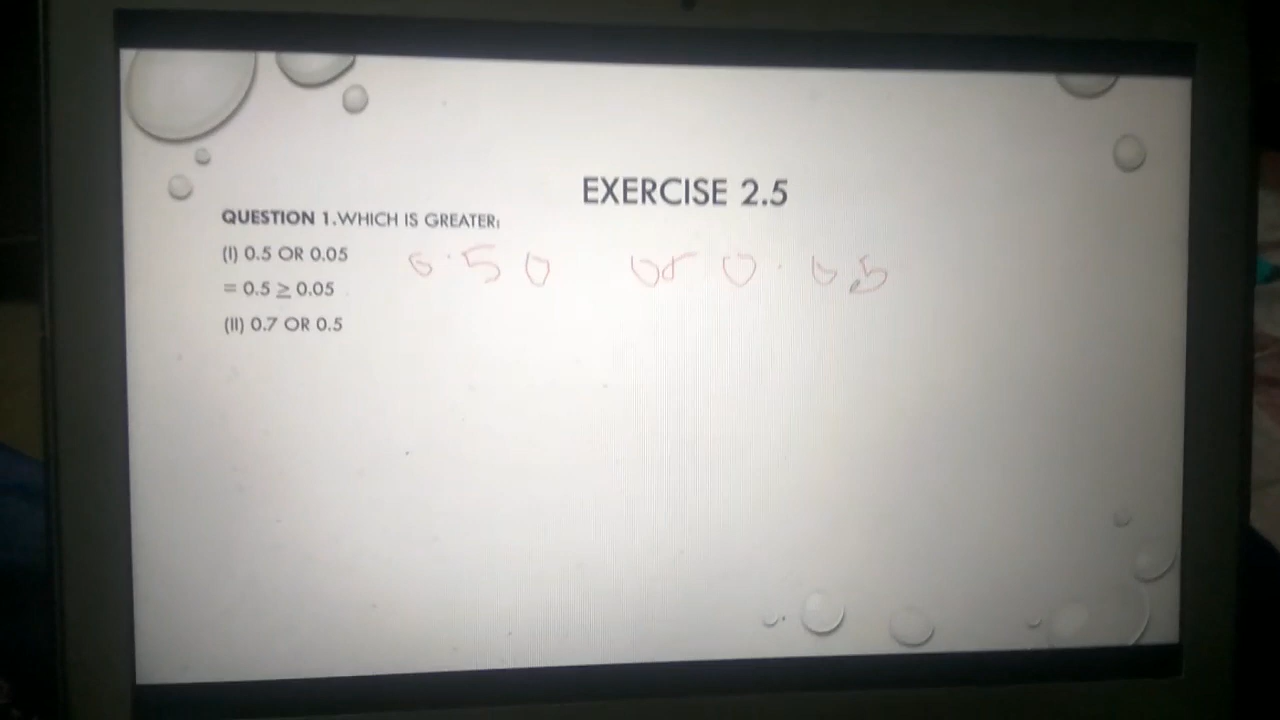 EXERCISE 2.5
QUESTION 1.WHICH IS GREATER:
(I) 0.5 OR 0.05
0.50 or 0.05
= 0.5 ≥ 0.05
(II) 0.7 OR 0.5